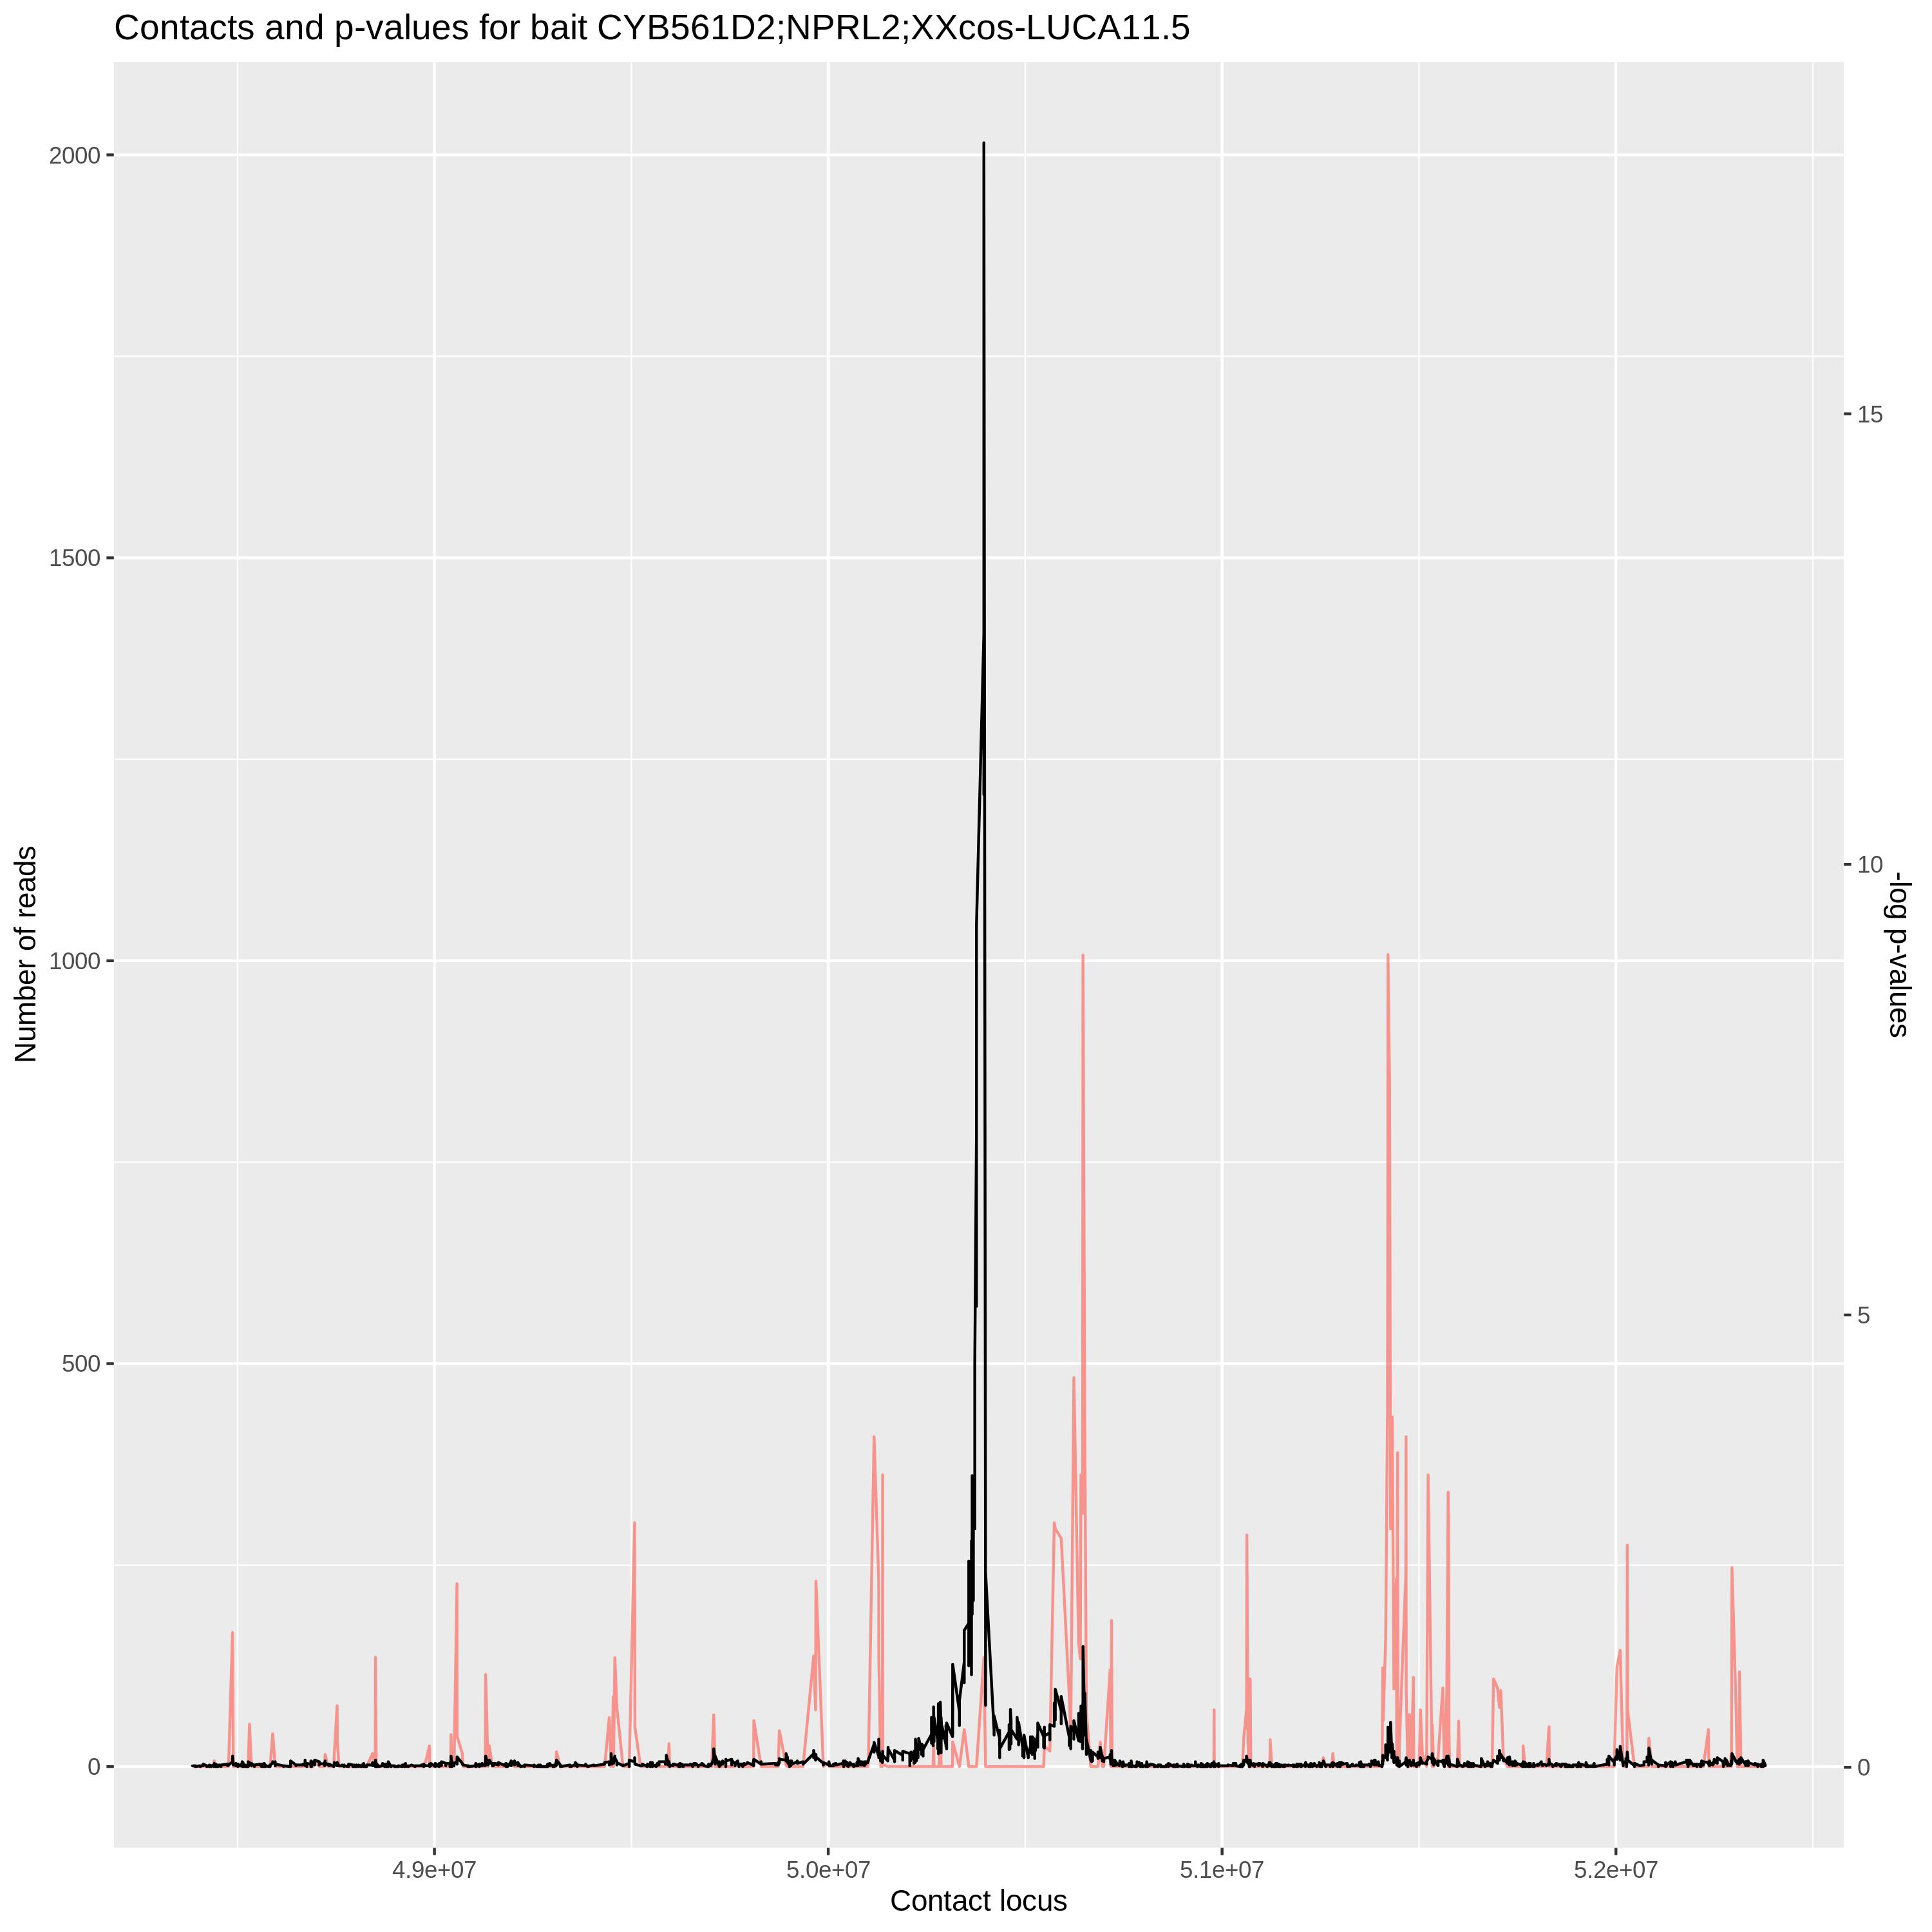 Contacts and p-values for bait CYB561D2;NPRL2;XXcos-LUCA11.5
2000
1500
1000
500
0
Number of reads
15
10
5
0
-log p-values
4.9e+07
5.0e+07
5.1e+07
5.2e+07
Contact locus